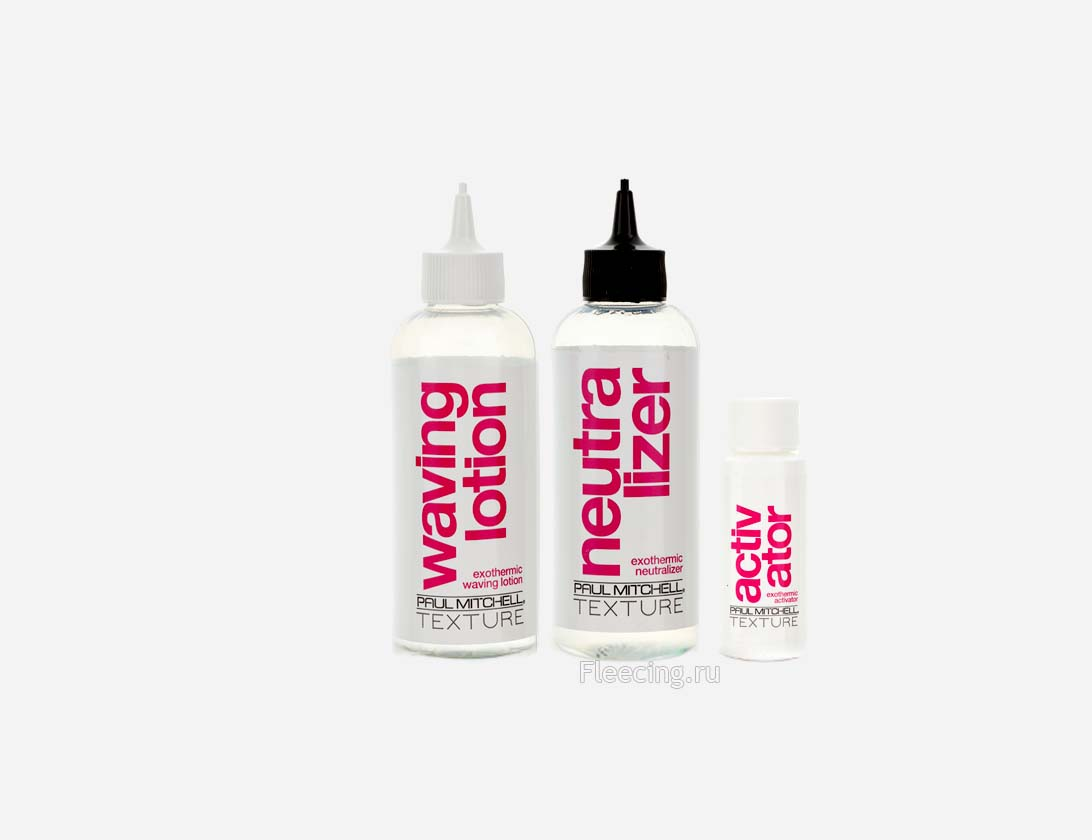 waving
lotion
exothermic
waving lotion
PAUL MITCHELL®
TEXTURE
neutra
lizer
exothermic
neutralizer
PAUL MITCHELL®
TEXTURE
activ
ator
exothermic
activator
PAUL MITCHELL®
TEXTURE
Fleecing.ru